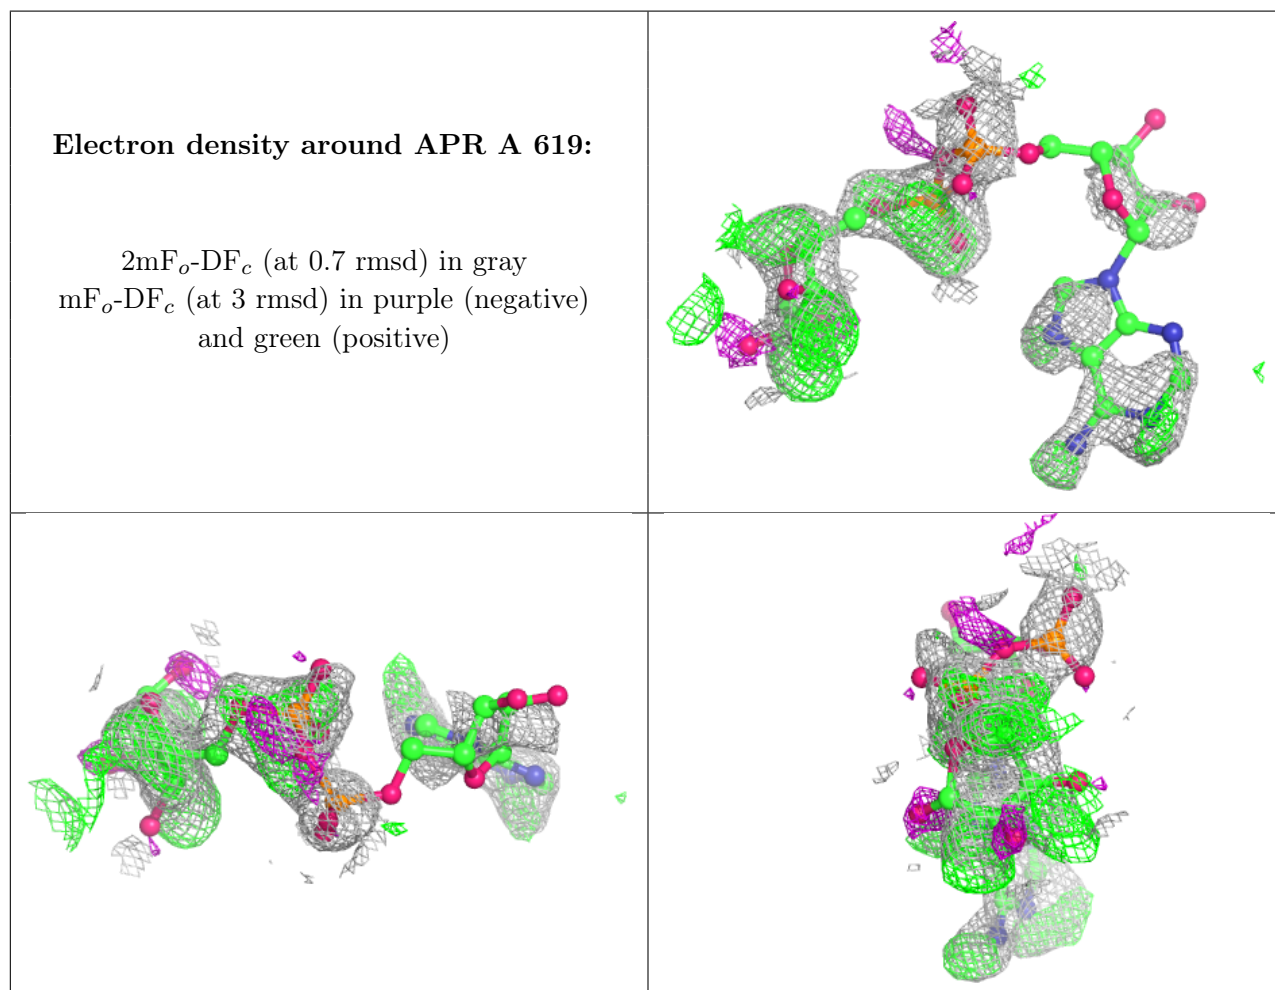 Electron density around APR A 619:
2mFo-DFc (at 0.7 rmsd) in gray
mFo-DFc (at 3 rmsd) in purple (negative)
and green (positive)